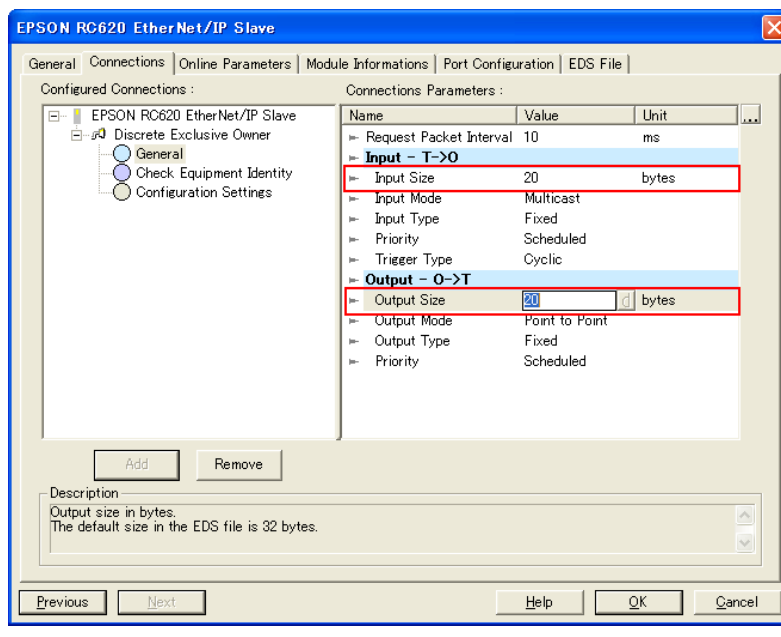 EPSON RC620 EtherNet/IP Slave
General Connections Online Parameters Module Informations Port Configuration EDS File
Configured Connections :
EPSON RC620 EtherNet/IP Slave
Discrete Exclusive Owner
General
Check Equipment Identity
Configuration Settings
Connections Parameters :
Name Value Unit ...
Request Packet Interval 10 ms
Input - T->O
Input Size 20 bytes
Input Mode Multicast
Input Type Fixed
Priority Scheduled
Trigger Type Cyclic
Output - O->T
Output Size 20 d bytes
Output Mode Point to Point
Output Type Fixed
Priority Scheduled
Add Remove
Description
Output size in bytes.
The default size in the EDS file is 32 bytes.
Previous Next Help OK Cancel